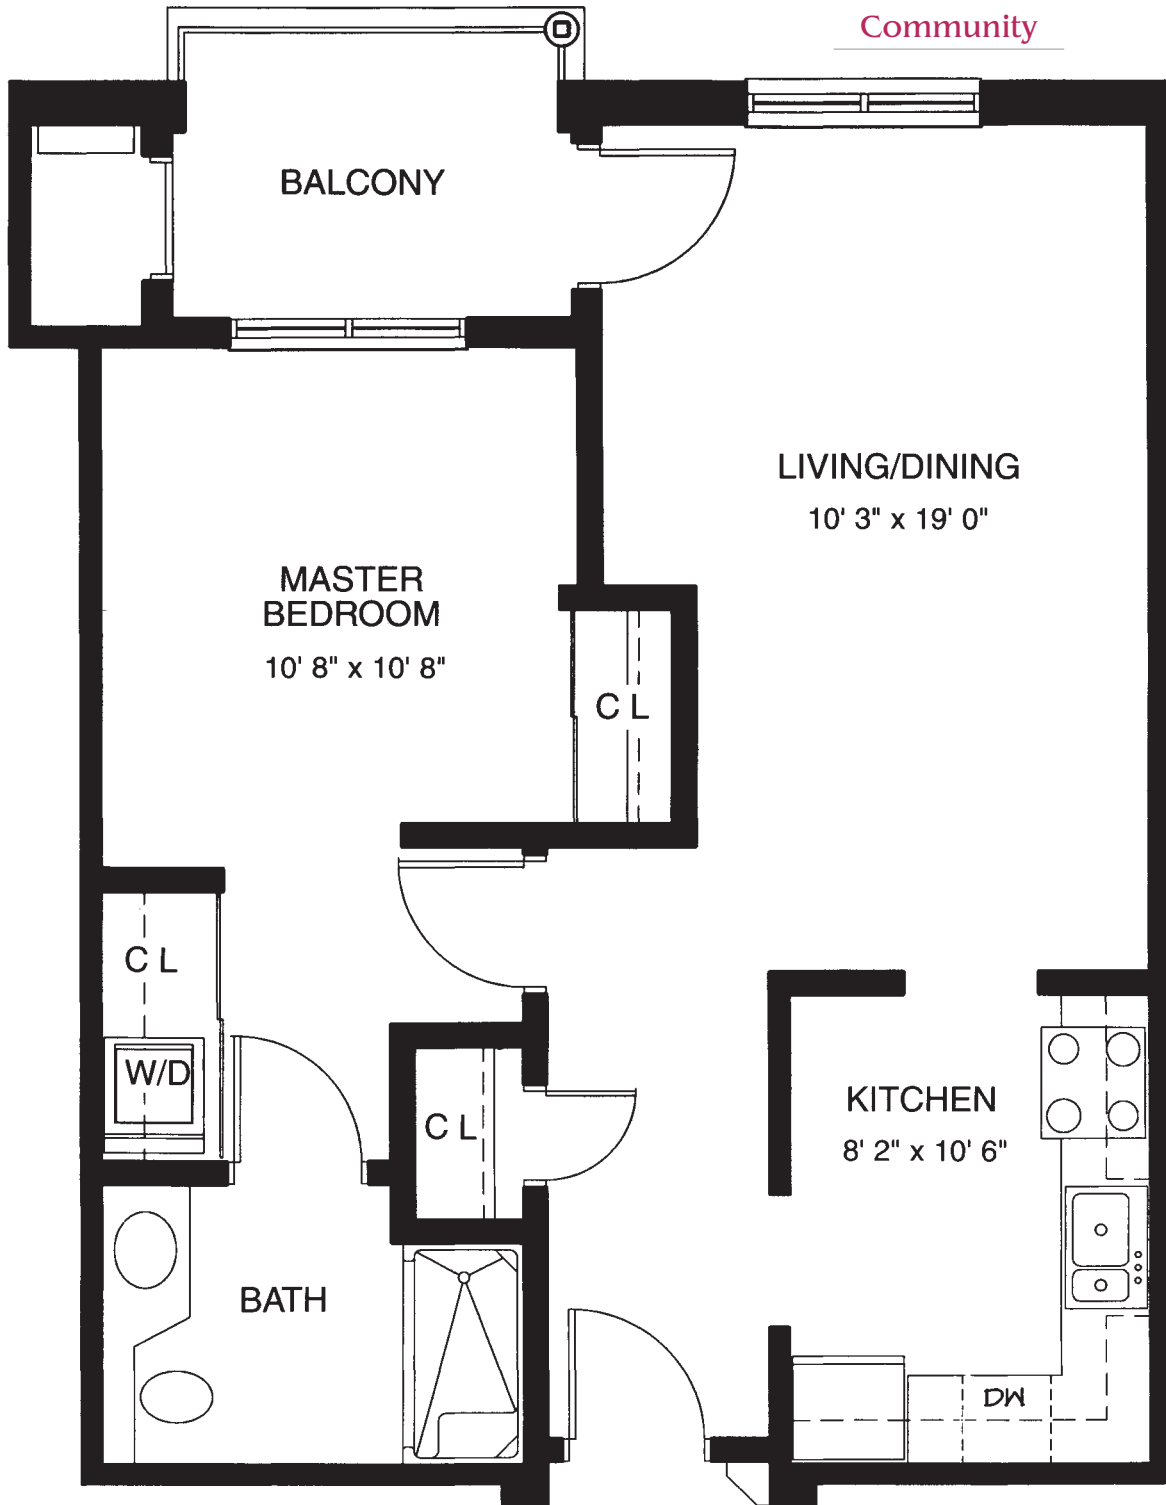 Community
BALCONY
LIVING/DINING
10' 3" x 19' 0"
MASTER
BEDROOM
10' 8" x 10' 8"
C L
C L
W/D
C L
KITCHEN
8' 2" x 10' 6"
BATH
DW